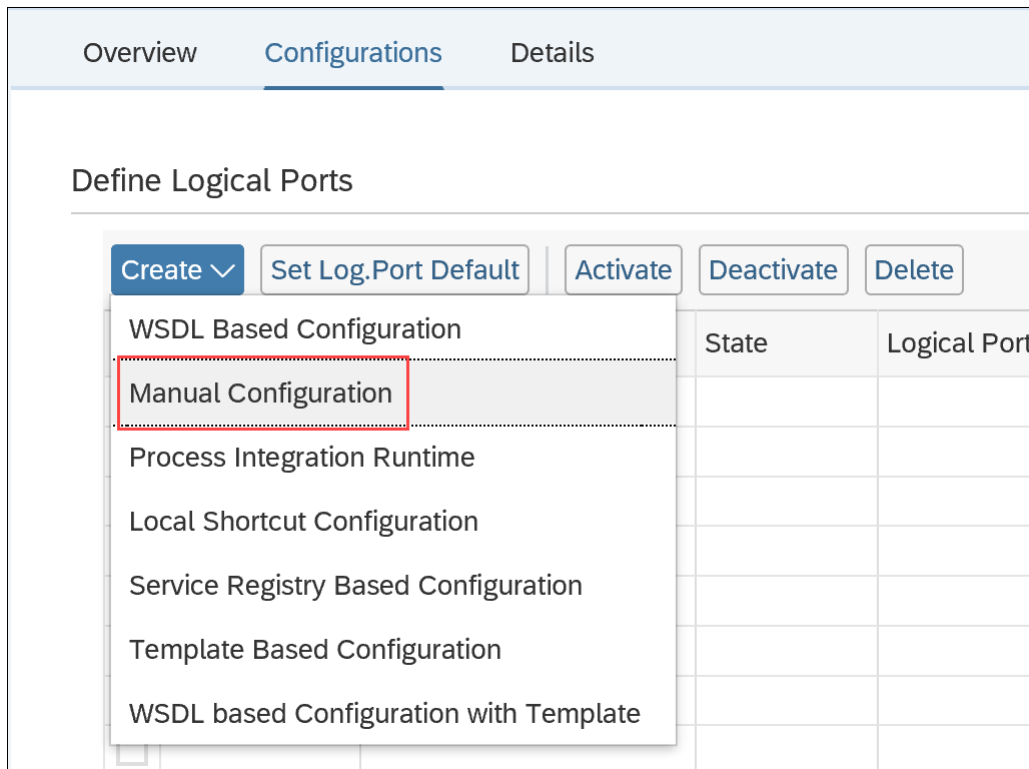 Overview Configurations Details
Define Logical Ports
Create Set Log.Port Default Activate Deactivate Delete
WSDL Based Configuration
State Logical Port
Manual Configuration
Process Integration Runtime
Local Shortcut Configuration
Service Registry Based Configuration
Template Based Configuration
WSDL based Configuration with Template